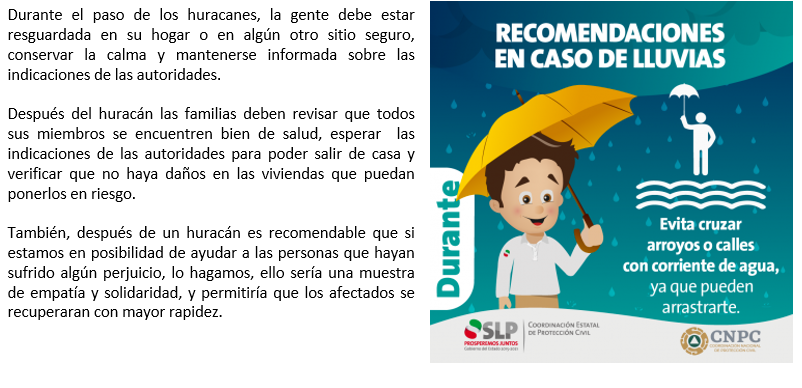 Durante el paso de los huracanes, la gente debe estar
resguardada en su hogar o en algún otro sitio seguro,
conservar la calma y mantenerse informada sobre las
indicaciones de las autoridades.
Después del huracán las familias deben revisar que todos
sus miembros se encuentren bien de salud, esperar las
indicaciones de las autoridades para poder salir de casa y
verificar que no haya daños en las viviendas que puedan
ponerlos en riesgo.
También, después de un huracán es recomendable que si
estamos en posibilidad de ayudar a las personas que hayan
sufrido algún perjuicio, lo hagamos, ello sería una muestra
de empatía y solidaridad, y permitiría que los afectados se
recuperaran con mayor rapidez.
RECOMENDACIONES
EN CASO DE LLUVIAS
Durante
Evita cruzar
arroyos o calles
con corriente de agua,
ya que pueden
arrastrarte.
SLP
PROSPEREMOS JUNTOS
COORDINACIÓN ESTATAL
DE PROTECCIÓN CIVIL
CNPC
COORDINACIÓN NACIONAL
DE PROTECCIÓN CIVIL